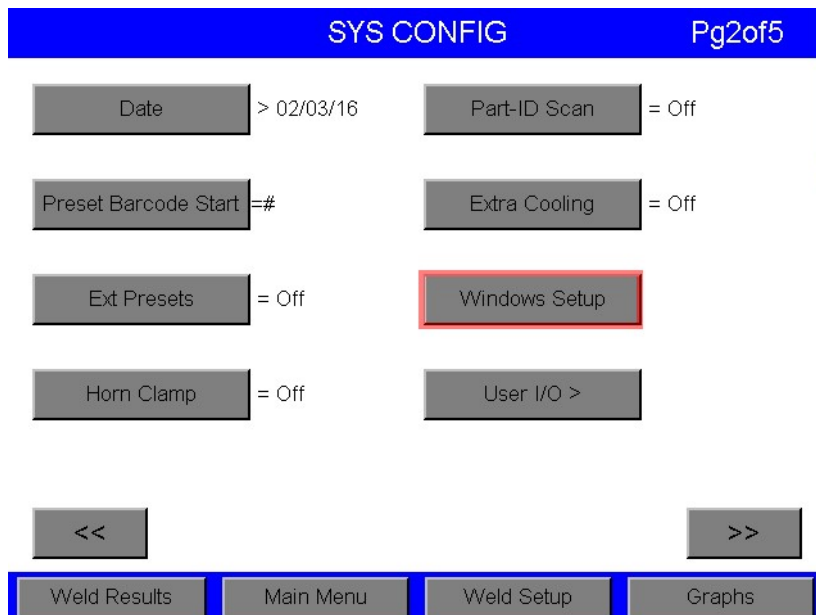 SYS CONFIG Pg2of5
Date > 02/03/16 Part-ID Scan = Off
Preset Barcode Start =# Extra Cooling = Off
Ext Presets = Off Windows Setup
Horn Clamp = Off User I/O >
<< >>
Weld Results Main Menu Weld Setup Graphs